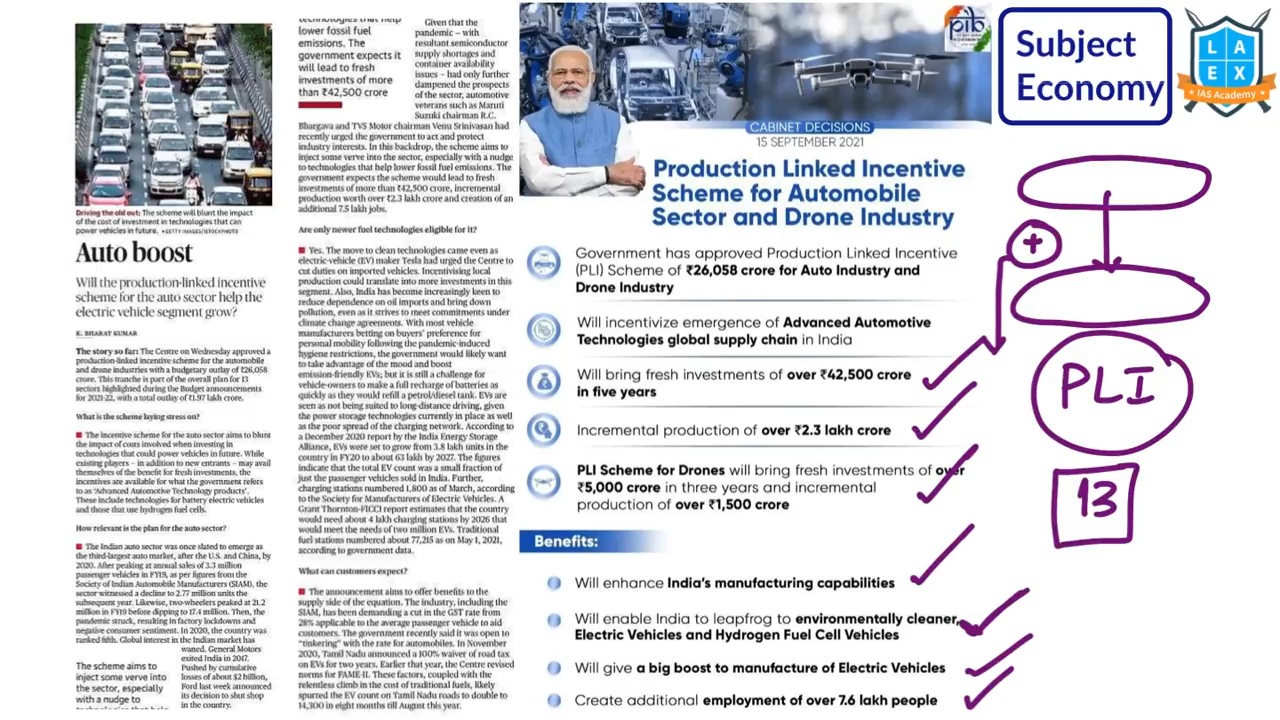 Driving the old out: The scheme will blunt the impact
of the cost of investment in technologies that can
power vehicles in future. • GETTY IMAGES/ISTOCKPHOTO
Auto boost
Will the production-linked incentive
scheme for the auto sector help the
electric vehicle segment grow?
K. BHARAT KUMAR
The story so far: The Centre on Wednesday approved a
production-linked incentive scheme for the automobile
and drone industries with a budgetary outlay of ₹26,058
crore. This tranche is part of the overall plan for 13
sectors highlighted during the Budget announcements
for 2021-22, with a total outlay of ₹1.97 lakh crore.
What is the scheme laying stress on?
The incentive scheme for the auto sector aims to blunt
the impact of costs involved when investing in
technologies that could power vehicles in future. While
existing players – in addition to new entrants – may avail
themselves of the benefit for fresh investments, the
incentives are available for what the government refers
to as 'Advanced Automotive Technology products'.
These include technologies for battery electric vehicles
and those that use hydrogen fuel cells.
How relevant is the plan for the auto sector?
The Indian auto sector was once slated to emerge as
the third-largest auto market, after the U.S. and China, by
2020. After peaking at annual sales of 3.3 million
passenger vehicles in FY19, as per figures from the
Society of Indian Automobile Manufacturers (SIAM), the
sector witnessed a decline to 2.77 million units the
subsequent year. Likewise, two-wheelers peaked at 21.2
million in FY19 before dipping to 17.4 million. Then, the
pandemic struck, resulting in factory lockdowns and
negative consumer sentiment. In 2020, the country was
ranked fifth. Global interest in the Indian market has
waned. General Motors
exited India in 2017.
Pushed by cumulative
losses of about $2 billion,
Ford last week announced
its decision to shut shop
in the country.
The scheme aims to
inject some verve into
the sector, especially
with a nudge to
technologies that help
technologies that help
lower fossil fuel
emissions. The
government expects it
will lead to fresh
investments of more
than ₹42,500 crore
Given that the
pandemic – with
resultant semiconductor
supply shortages and
container availability
issues – had only further
dampened the prospects
of the sector, automotive
veterans such as Maruti
Suzuki chairman R.C.
Bhargava and TVS Motor chairman Venu Srinivasan had
recently urged the government to act and protect
industry interests. In this backdrop, the scheme aims to
inject some verve into the sector, especially with a nudge
to technologies that help lower fossil fuel emissions. The
government expects the scheme would lead to fresh
investments of more than ₹42,500 crore, incremental
production worth over ₹2.3 lakh crore and creation of an
additional 7.5 lakh jobs.
Are only newer fuel technologies eligible for it?
Yes. The move to clean technologies came even as
electric-vehicle (EV) maker Tesla had urged the Centre to
cut duties on imported vehicles. Incentivising local
production could translate into more investments in this
segment. Also, India has become increasingly keen to
reduce dependence on oil imports and bring down
pollution, even as it strives to meet commitments under
climate change agreements. With most vehicle
manufacturers betting on buyers' preference for
personal mobility following the pandemic-induced
hygiene restrictions, the government would likely want
to take advantage of the mood and boost
emission-friendly EVs; but it is still a challenge for
vehicle-owners to make a full recharge of batteries as
quickly as they would refill a petrol/diesel tank. EVs are
seen as not being suited to long-distance driving, given
the power storage technologies currently in place as well
as the poor spread of the charging network. According to
a December 2020 report by the India Energy Storage
Alliance, EVs were set to grow from 3.8 lakh units in the
country in FY20 to about 63 lakh by 2027. The figures
indicate that the total EV count was a small fraction of
just the passenger vehicles sold in India. Further,
charging stations numbered 1,800 as of March, according
to the Society for Manufacturers of Electric Vehicles. A
Grant Thornton-FICCI report estimates that the country
would need about 4 lakh charging stations by 2026 that
would meet the needs of two million EVs. Traditional
fuel stations numbered about 77,215 as on May 1, 2021,
according to government data.
What can customers expect?
The announcement aims to offer benefits to the
supply side of the equation. The industry, including the
SIAM, has been demanding a cut in the GST rate from
28% applicable to the average passenger vehicle to aid
customers. The government recently said it was open to
"tinkering" with the rate for automobiles. In November
2020, Tamil Nadu announced a 100% waiver of road tax
on EVs for two years. Earlier that year, the Centre revised
norms for FAME-II. These factors, coupled with the
relentless climb in the cost of traditional fuels, likely
spurred the EV count on Tamil Nadu roads to double to
14,300 in eight months till August this year.
pib
CABINET DECISIONS
15 SEPTEMBER 2021
Production Linked Incentive
Scheme for Automobile
Sector and Drone Industry
Government has approved Production Linked Incentive
(PLI) Scheme of ₹26,058 crore for Auto Industry and
Drone Industry
Will incentivize emergence of Advanced Automotive
Technologies global supply chain in India
Will bring fresh investments of over ₹42,500 crore
in five years
Incremental production of over ₹2.3 lakh crore
PLI Scheme for Drones will bring fresh investments of over
₹5,000 crore in three years and incremental
production of over ₹1,500 crore
Benefits:
Will enhance India's manufacturing capabilities
Will enable India to leapfrog to environmentally cleaner,
Electric Vehicles and Hydrogen Fuel Cell Vehicles
Will give a big boost to manufacture of Electric Vehicles
Create additional employment of over 7.6 lakh people
Subject
Economy
L A
E X
IAS Academy
+
PLI
13